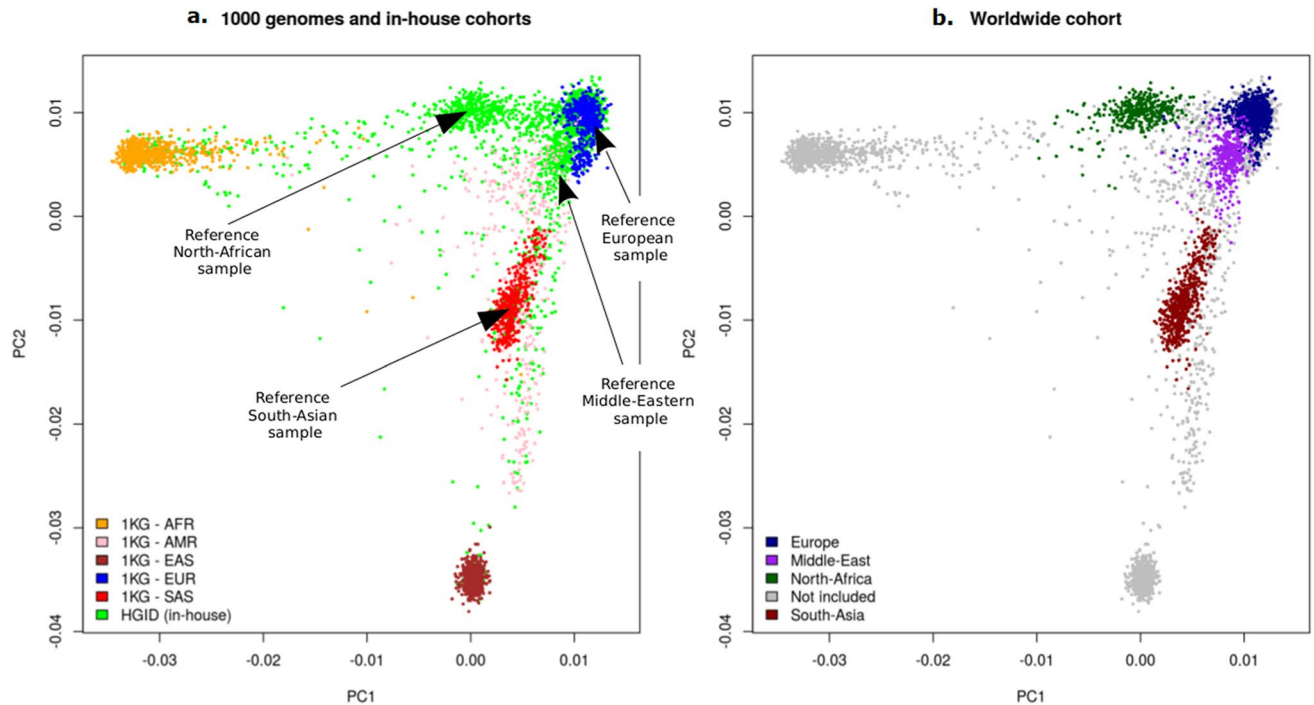 a. 1000 genomes and in-house cohorts
PC2
0.01
0.00
-0.01
-0.02
-0.03
-0.04
Reference
North-African
sample
Reference
European
sample
Reference
South-Asian
sample
Reference
Middle-Eastern
sample
1KG - AFR
1KG - AMR
1KG - EAS
1KG - EUR
1KG - SAS
HGID (in-house)
-0.03
-0.02
-0.01
0.00
0.01
PC1
b. Worldwide cohort
PC2
0.01
0.00
-0.01
-0.02
-0.03
-0.04
Europe
Middle-East
North-Africa
Not included
South-Asia
-0.03
-0.02
-0.01
0.00
0.01
PC1